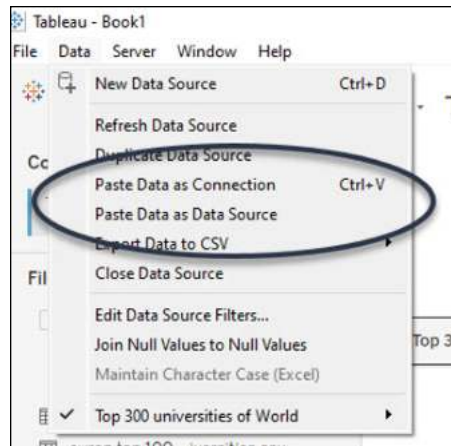 Tableau - Book1
File Data Server Window Help
New Data Source Ctrl+D
Refresh Data Source
Duplicate Data Source
Co
Paste Data as Connection Ctrl+V
Paste Data as Data Source
Export Data to CSV
Fil
Close Data Source
Edit Data Source Filters...
Join Null Values to Null Values
Top 3
Maintain Character Case (Excel)
Top 300 universities of World